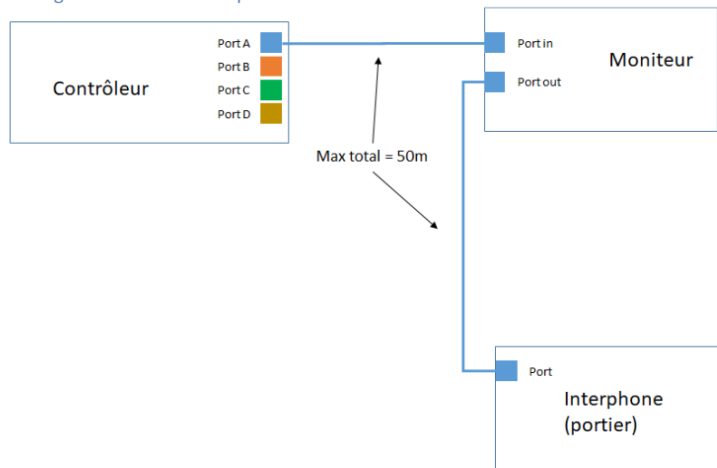 Port A
Port B
Port C
Port D
Contrôleur
Port in
Port out
Moniteur
Max total = 50m
Port
Interphone
(portier)